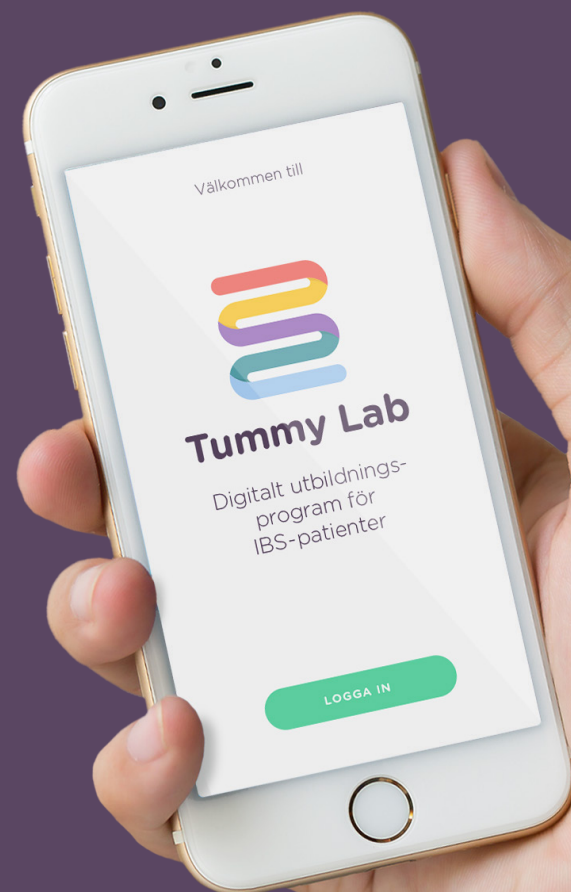 Välkommen till
Tummy Lab
Digitalt utbildnings-
program för
IBS-patienter
LOGGA IN